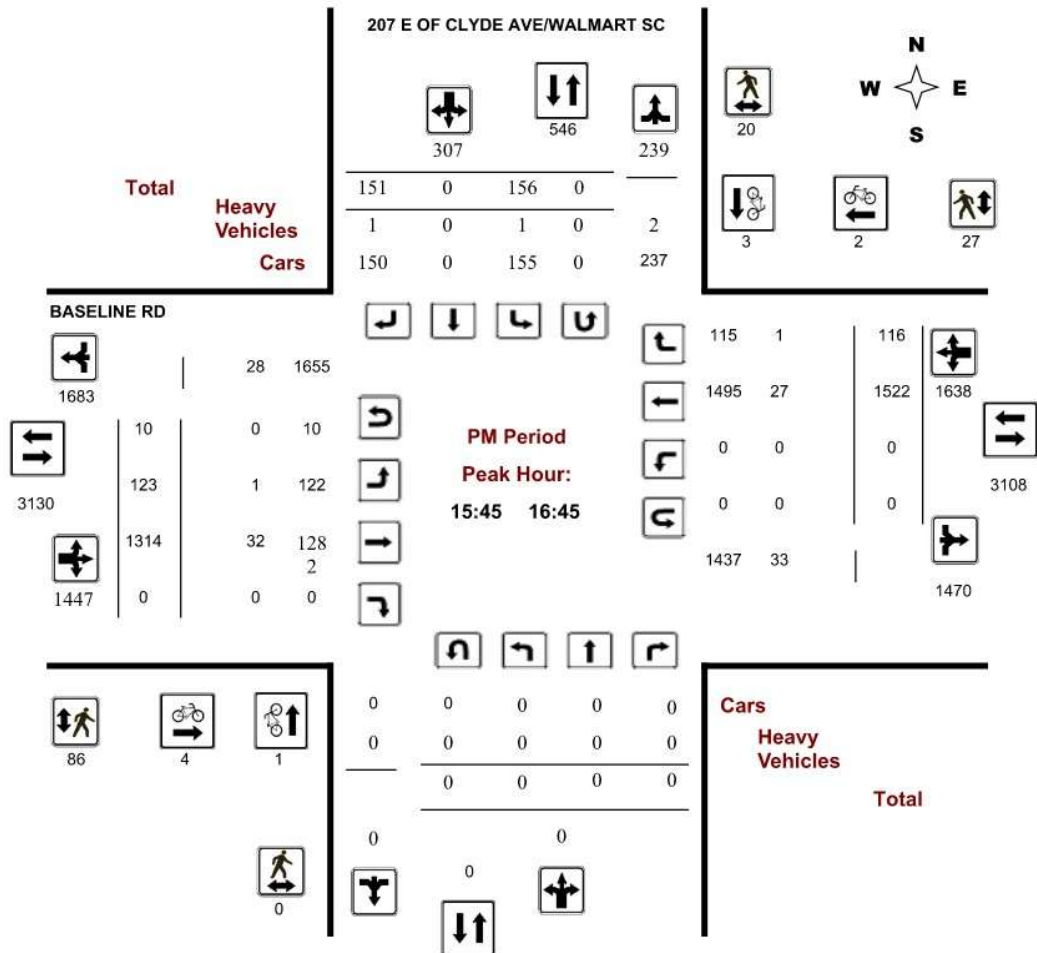 207 E OF CLYDE AVE/WALMART SC
N
W E
S
546 20
307 239
Total 151 0 156 0
Heavy
Vehicles 1 0 1 0 2
3 2 27
Cars 150 0 155 0 237
BASELINE RD
115 1 116
28 1655
1683 1495 27 1522 1638
10 0 10
PM Period
0 0 0
Peak Hour:
123 1 122
3130 3108
15:45 16:45 0 0 0
1314 32 128
2
1437 33
1447 0 0 0 1470
0 0 0 0 0 Cars
0 0 0 0 0 Heavy
Vehicles
86 4 1
0 0 0 0
Total
0 0
0
0